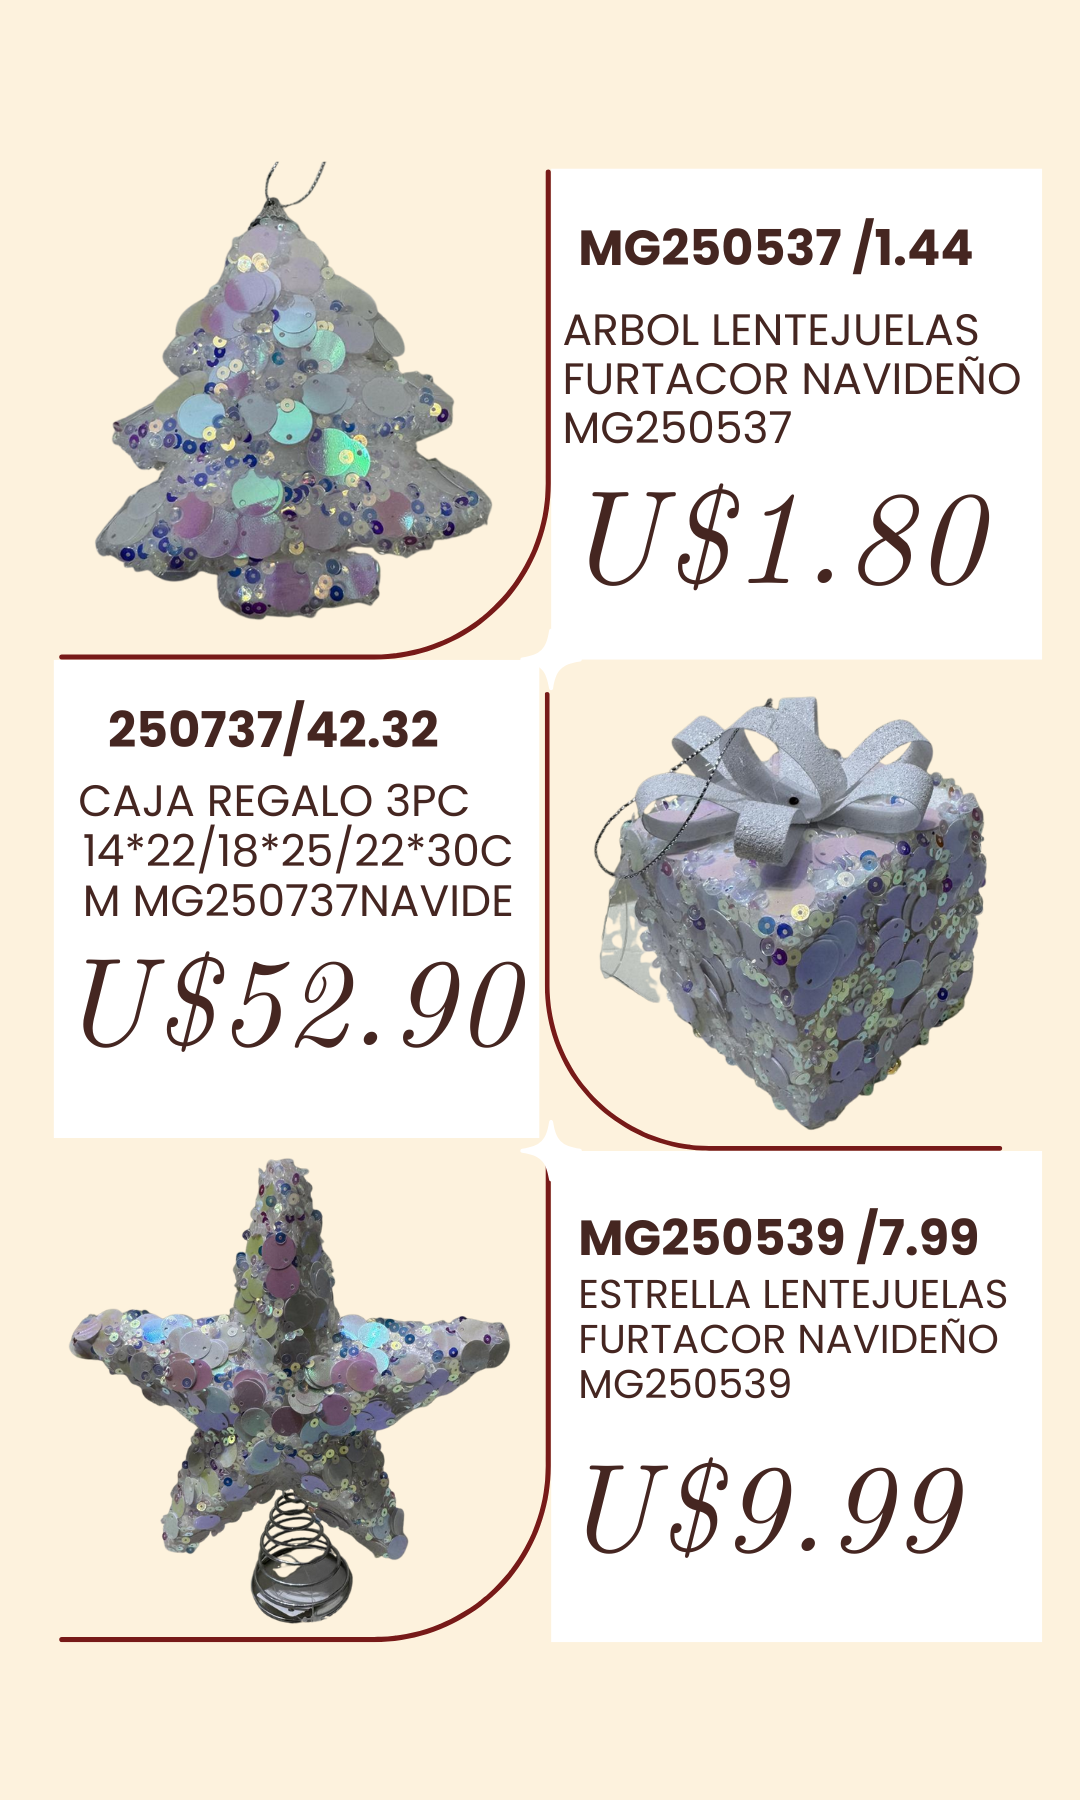 MG250537 /1.44
ARBOL LENTEJUELAS
FURTACOR NAVIDEÑO
MG250537
U$1.80
250737/42.32
CAJA REGALO 3PC
14*22/18*25/22*30C
M MG250737NAVIDE
U$52.90
MG250539 /7.99
ESTRELLA LENTEJUELAS
FURTACOR NAVIDEÑO
MG250539
U$9.99